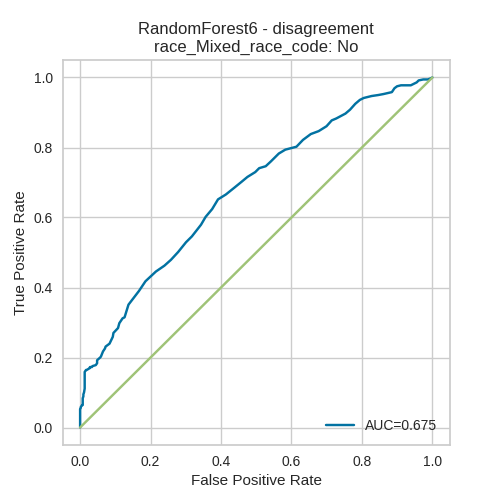 RandomForest6 - disagreement
race_Mixed_race_code: No
True Positive Rate
1.0
0.8
0.6
0.4
0.2
0.0
AUC=0.675
0.0 0.2 0.4 0.6 0.8 1.0
False Positive Rate